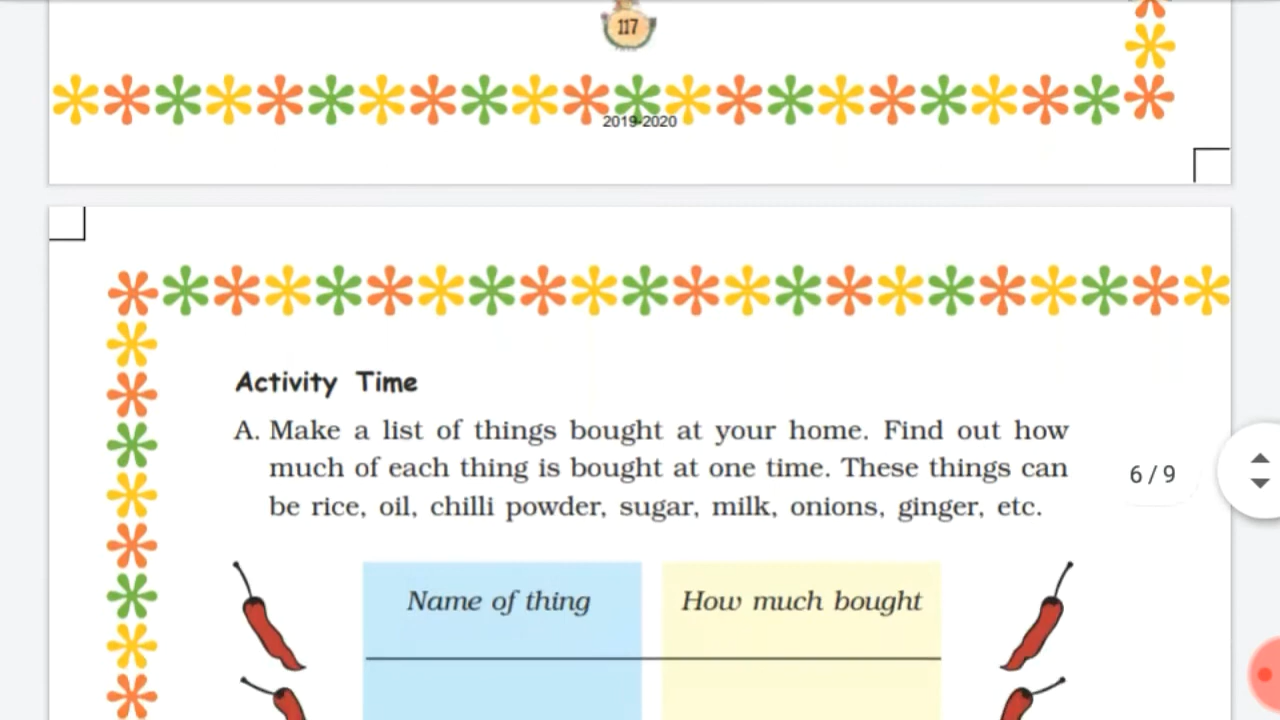 117
2019-2020
Activity Time
A. Make a list of things bought at your home. Find out how
much of each thing is bought at one time. These things can
be rice, oil, chilli powder, sugar, milk, onions, ginger, etc.
6 / 9
Name of thing How much bought